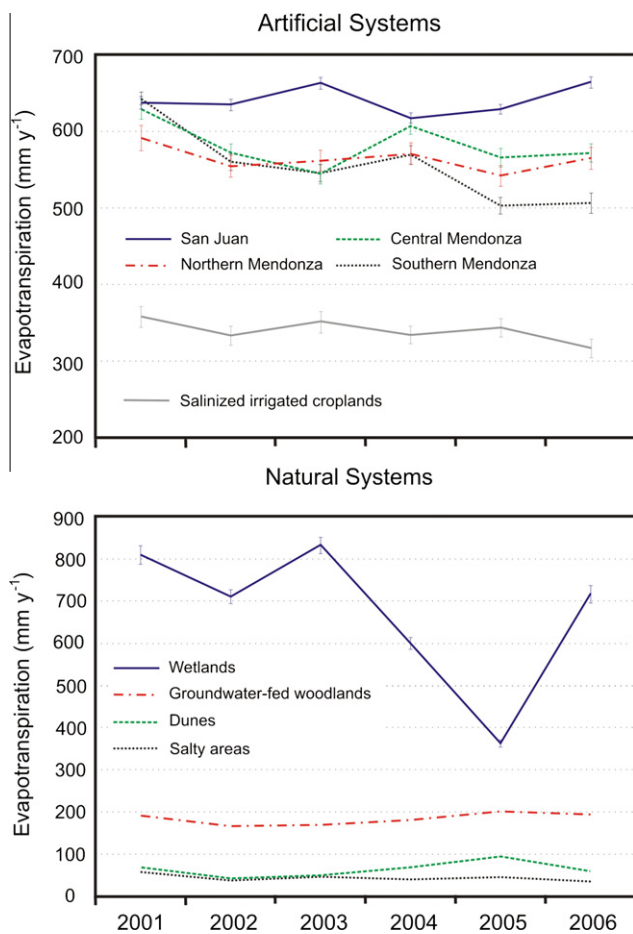 Artificial Systems
700
600
500
400
300
200
Evapotranspiration (mm y-1)
San Juan
Central Mendonza
Northern Mendonza
Southern Mendonza
Salinized irrigated croplands
Natural Systems
900
800
700
600
500
400
300
200
100
0
Evapotranspiration (mm y-1)
Wetlands
Groundwater-fed woodlands
Dunes
Salty areas
2001 2002 2003 2004 2005 2006